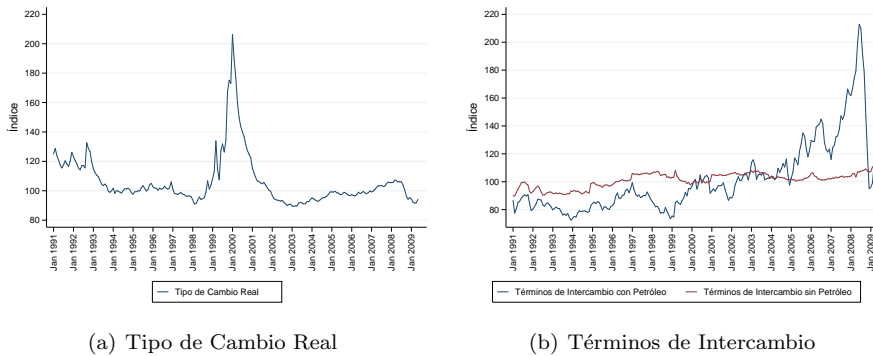 220
200
180
160
140
120
100
80
Índice
Jan 1991
Jan 1992
Jan 1993
Jan 1994
Jan 1995
Jan 1996
Jan 1997
Jan 1998
Jan 1999
Jan 2000
Jan 2001
Jan 2002
Jan 2003
Jan 2004
Jan 2005
Jan 2006
Jan 2007
Jan 2008
Jan 2009
Tipo de Cambio Real
(a) Tipo de Cambio Real
220
200
180
160
140
120
100
80
Índice
Jan 1991
Jan 1992
Jan 1993
Jan 1994
Jan 1995
Jan 1996
Jan 1997
Jan 1998
Jan 1999
Jan 2000
Jan 2001
Jan 2002
Jan 2003
Jan 2004
Jan 2005
Jan 2006
Jan 2007
Jan 2008
Jan 2009
Términos de Intercambio con Petróleo Términos de Intercambio sin Petróleo
(b) Términos de Intercambio